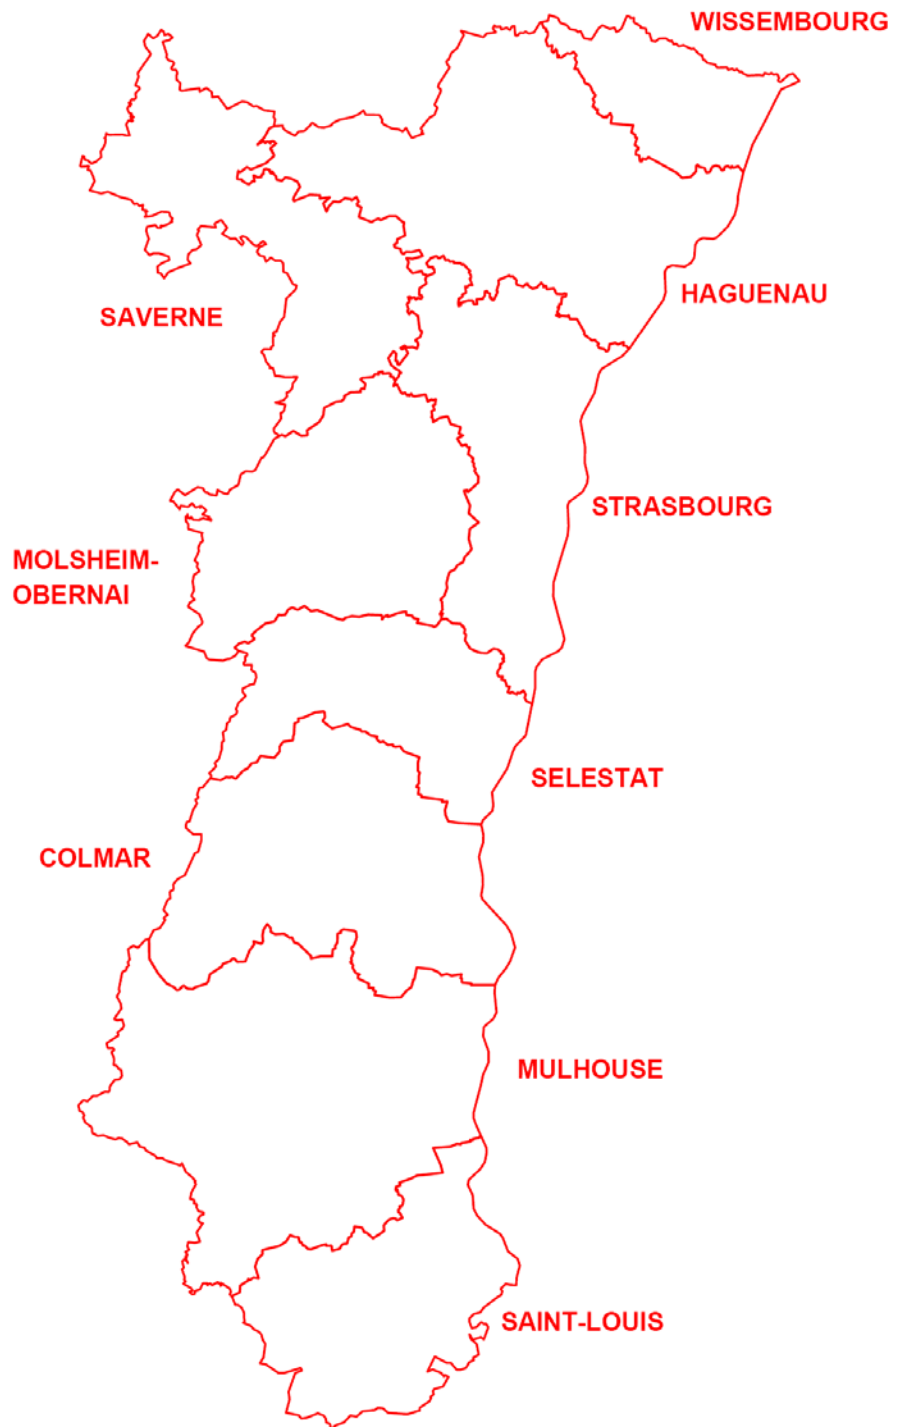 WISSEMBOURG
HAGUENAU
SAVERNE
STRASBOURG
MOLSHEIM-
OBERNAI
SELESTAT
COLMAR
MULHOUSE
SAINT-LOUIS